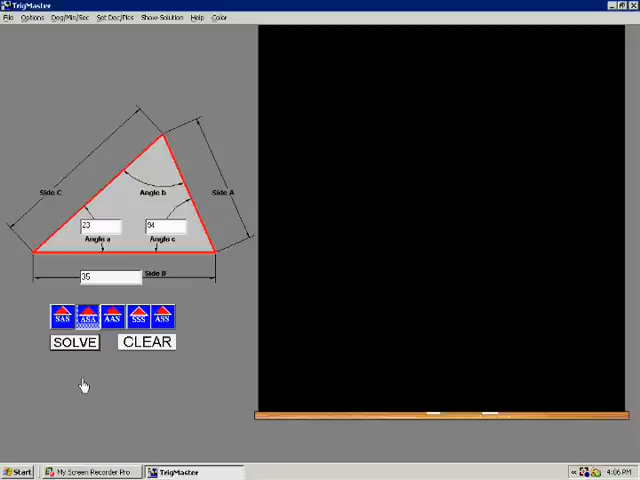 TrigMaster
File Options Deg/Min/Sec Set Dec/Plcs Show Solution Help Color
Side C
Angle b
Side A
23
94
Angle a
Angle c
35
Side B
SAS ASA AAS SSS ASS
SOLVE CLEAR
Start My Screen Recorder Pro TrigMaster « 4:06 PM